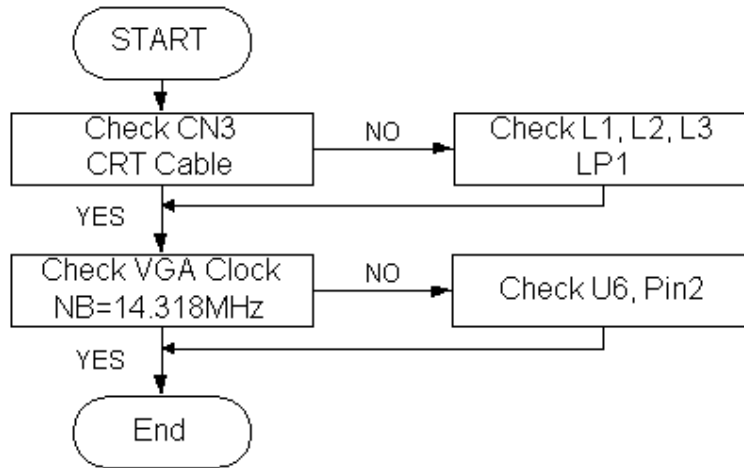 START
Check CN3
CRT Cable
NO
Check L1, L2, L3
LP1
YES
Check VGA Clock
NB=14.318MHz
NO
Check U6, Pin2
YES
End